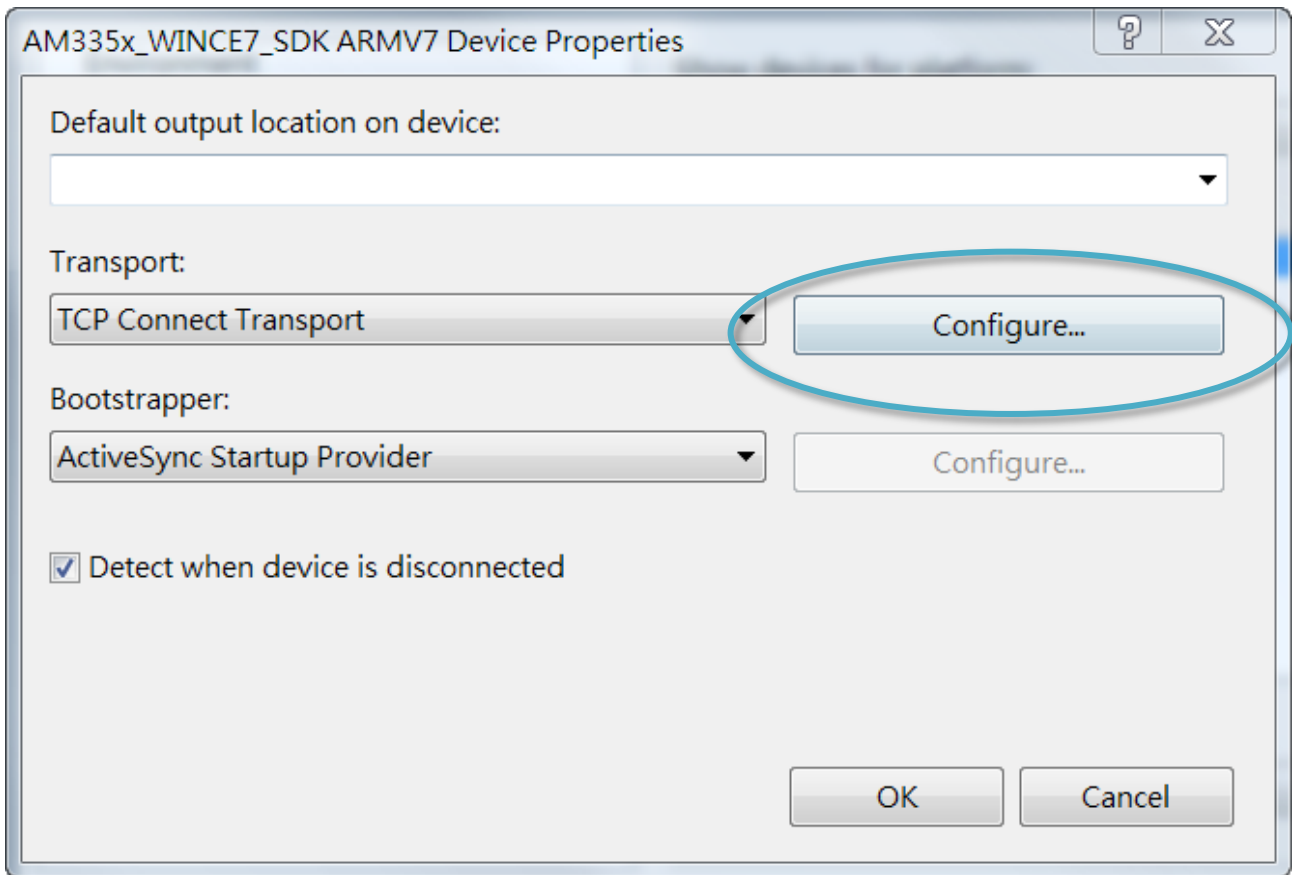 AM335x_WINCE7_SDK ARMV7 Device Properties
Default output location on device:
Transport:
TCP Connect Transport
Configure...
Bootstrapper:
ActiveSync Startup Provider
Configure...
Detect when device is disconnected
OK
Cancel